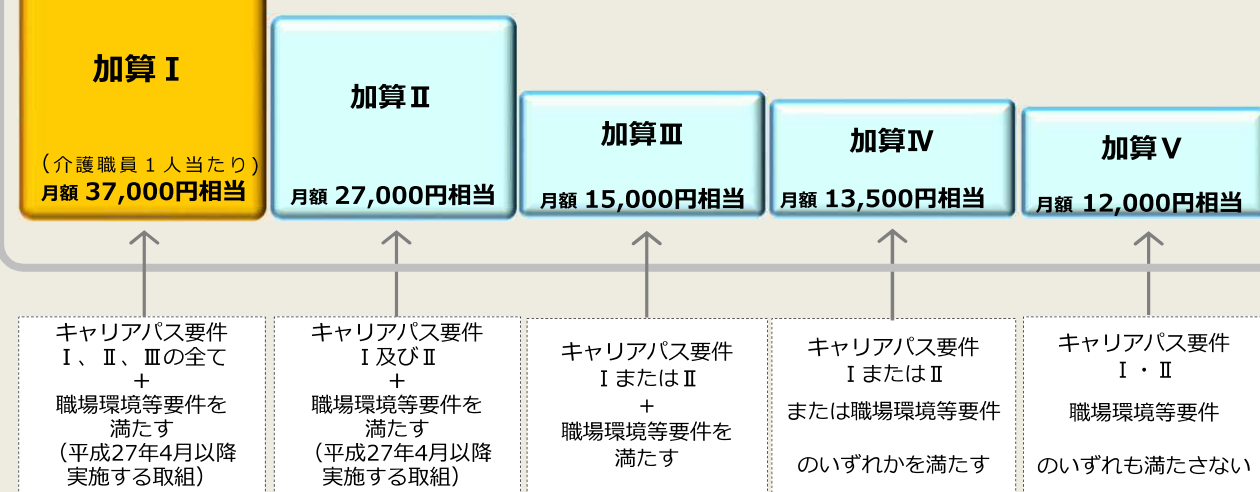 加算Ⅰ
(介護職員１人当たり)
月額 37,000円相当
加算Ⅱ
月額 27,000円相当
加算Ⅲ
月額 15,000円相当
加算Ⅳ
月額 13,500円相当
加算Ⅴ
月額 12,000円相当
キャリアパス要件
Ⅰ、Ⅱ、Ⅲの全て
+
職場環境等要件を
満たす
（平成27年4月以降
実施する取組）
キャリアパス要件
Ⅰ及びⅡ
+
職場環境等要件を
満たす
（平成27年4月以降
実施する取組）
キャリアパス要件
ⅠまたはⅡ
+
職場環境等要件を
満たす
キャリアパス要件
ⅠまたはⅡ
または職場環境等要件
のいずれかを満たす
キャリアパス要件
Ⅰ・Ⅱ
職場環境等要件
のいずれも満たさない